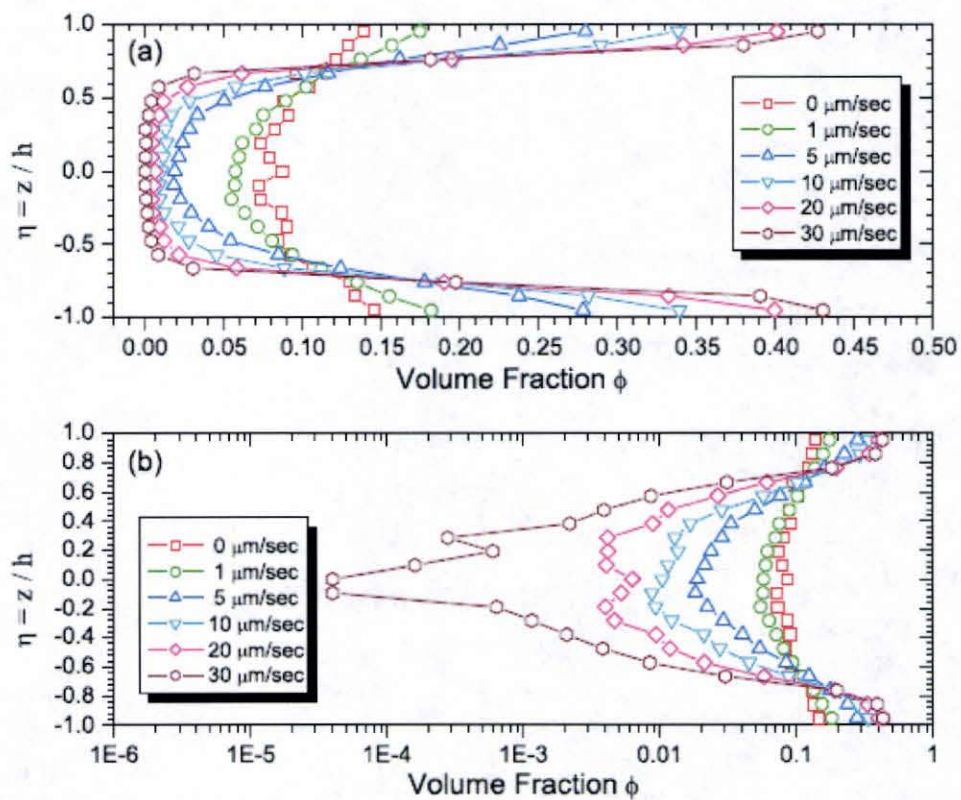 (a)
1.0
0.5
0.0
-0.5
-1.0
η = z / h
0 μm/sec
1 μm/sec
5 μm/sec
10 μm/sec
20 μm/sec
30 μm/sec
0.00 0.05 0.10 0.15 0.20 0.25 0.30 0.35 0.40 0.45 0.50
Volume Fraction ϕ
(b)
1.0
0.8
0.6
0.4
0.2
0.0
-0.2
-0.4
-0.6
-0.8
-1.0
η = z / h
0 μm/sec
1 μm/sec
5 μm/sec
10 μm/sec
20 μm/sec
30 μm/sec
1E-6 1E-5 1E-4 1E-3 0.01 0.1 1
Volume Fraction ϕ